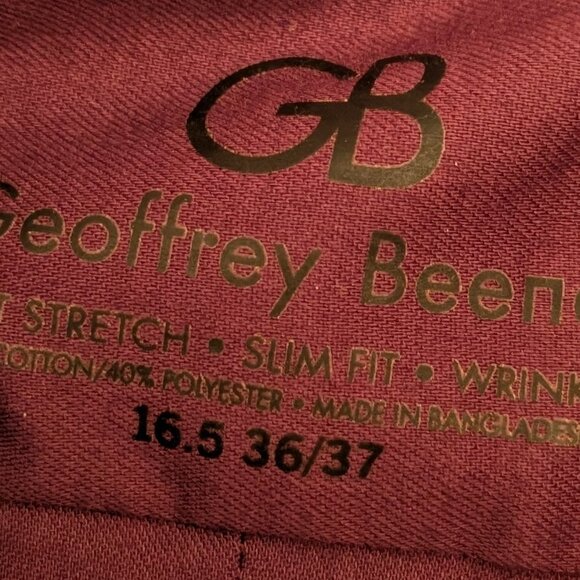 GB
Geoffrey Beene
T STRETCH • SLIM FIT • WRINK
COTTON/40% POLYESTER • MADE IN BANGLADES
16.5 36/37